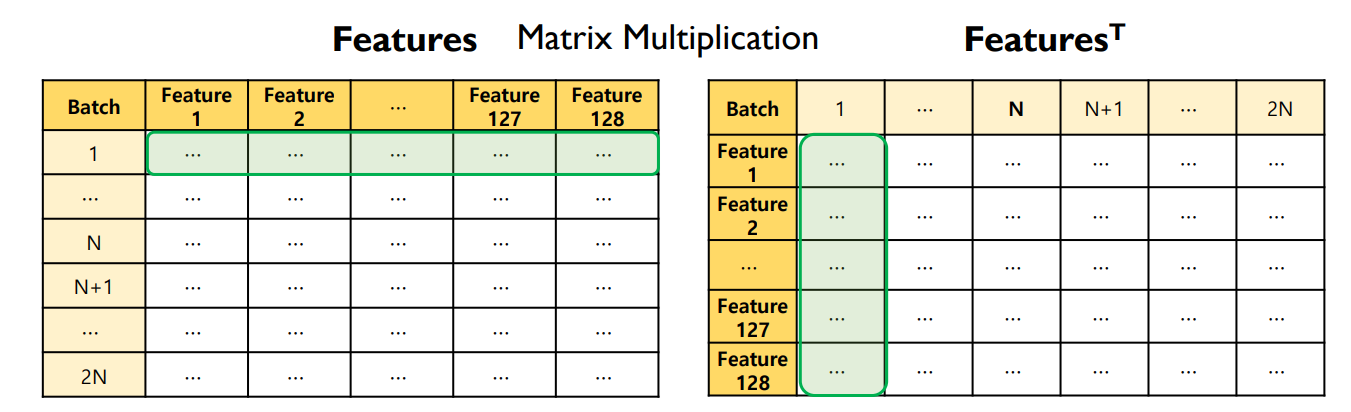 Features Matrix Multiplication Features^T
Batch Feature 1 Feature 2 ... Feature 127 Feature 128
1 ... ... ... ... ...
... ... ... ... ... ...
N ... ... ... ... ...
N+1 ... ... ... ... ...
... ... ... ... ... ...
2N ... ... ... ... ...
Batch 1 ... N N+1 ... 2N
Feature 1 ... ... ... ... ... ...
Feature 2 ... ... ... ... ... ...
... ... ... ... ... ... ...
Feature 127 ... ... ... ... ... ...
Feature 128 ... ... ... ... ... ...